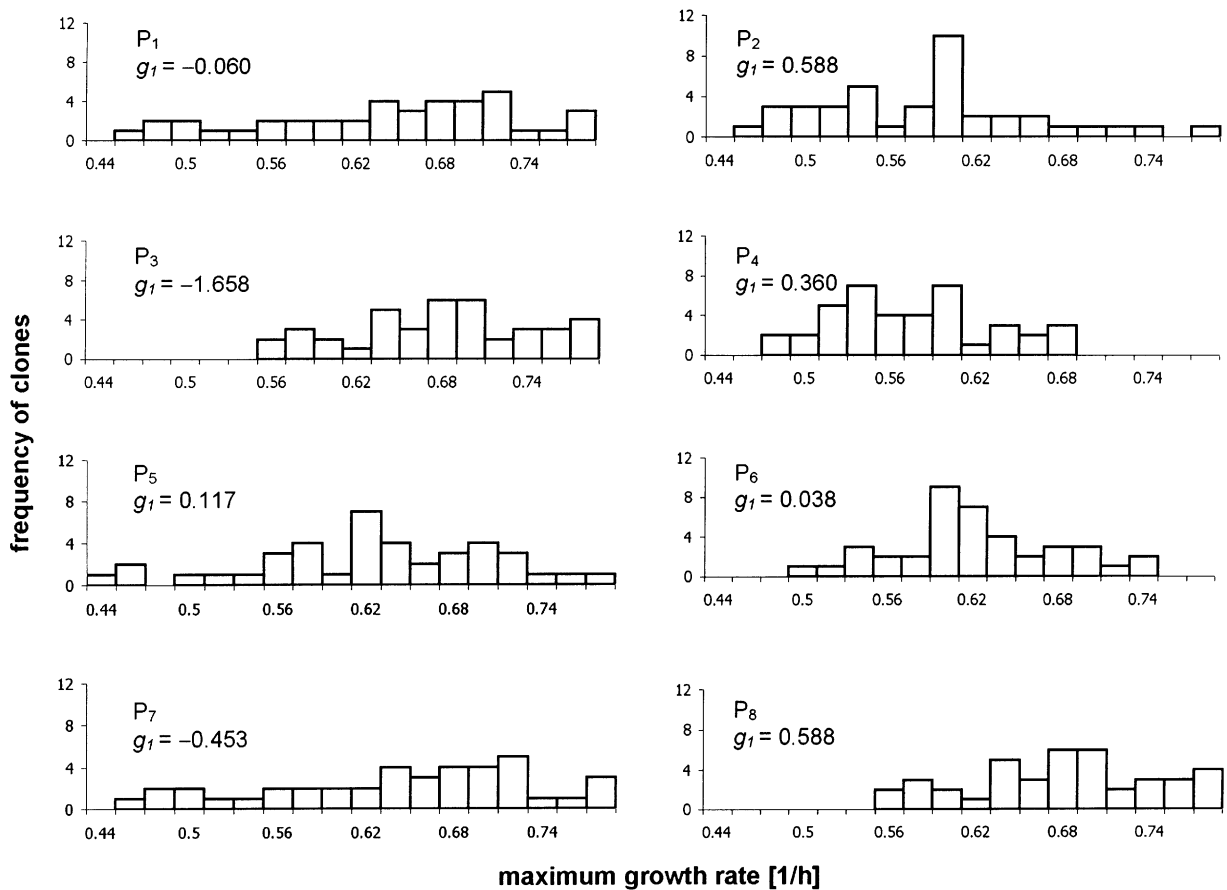 12
8
4
0
P1
g1 = −0.060
0.44 0.5 0.56 0.62 0.68 0.74
12
8
4
0
P2
g1 = 0.588
0.44 0.5 0.56 0.62 0.68 0.74
12
8
4
0
P3
g1 = −1.658
0.44 0.5 0.56 0.62 0.68 0.74
12
8
4
0
P4
g1 = 0.360
0.44 0.5 0.56 0.62 0.68 0.74
frequency of clones
12
8
4
0
P5
g1 = 0.117
0.44 0.5 0.56 0.62 0.68 0.74
12
8
4
0
P6
g1 = 0.038
0.44 0.5 0.56 0.62 0.68 0.74
12
8
4
0
P7
g1 = −0.453
0.44 0.5 0.56 0.62 0.68 0.74
12
8
4
0
P8
g1 = 0.588
0.44 0.5 0.56 0.62 0.68 0.74
maximum growth rate [1/h]